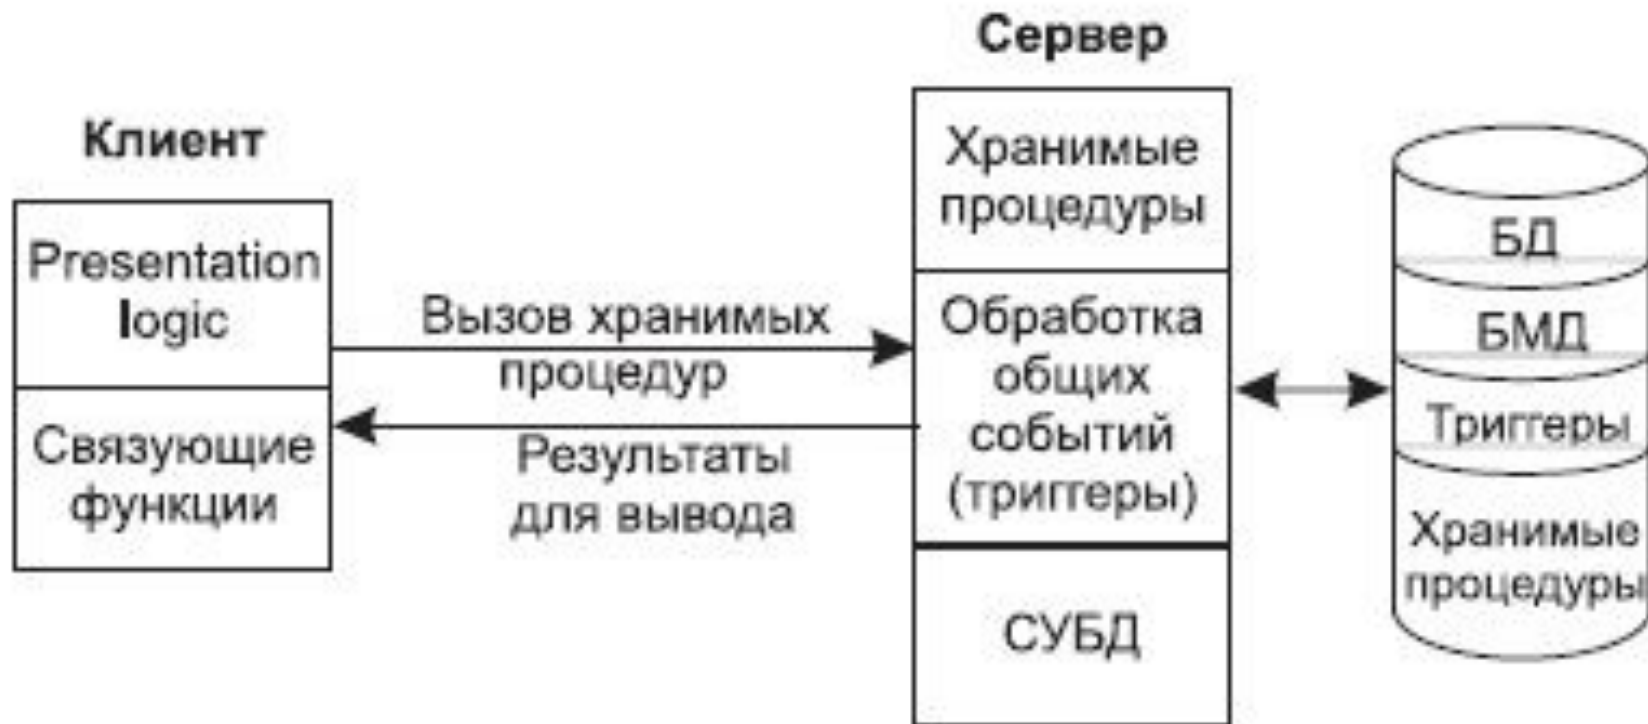 Клиент
Presentation
logic
Связующие
функции
Вызов хранимых
процедур
Результаты
для вывода
Сервер
Хранимые
процедуры
Обработка
общих
событий
(триггеры)
СУБД
БД
БМД
Триггеры
Хранимые
процедуры